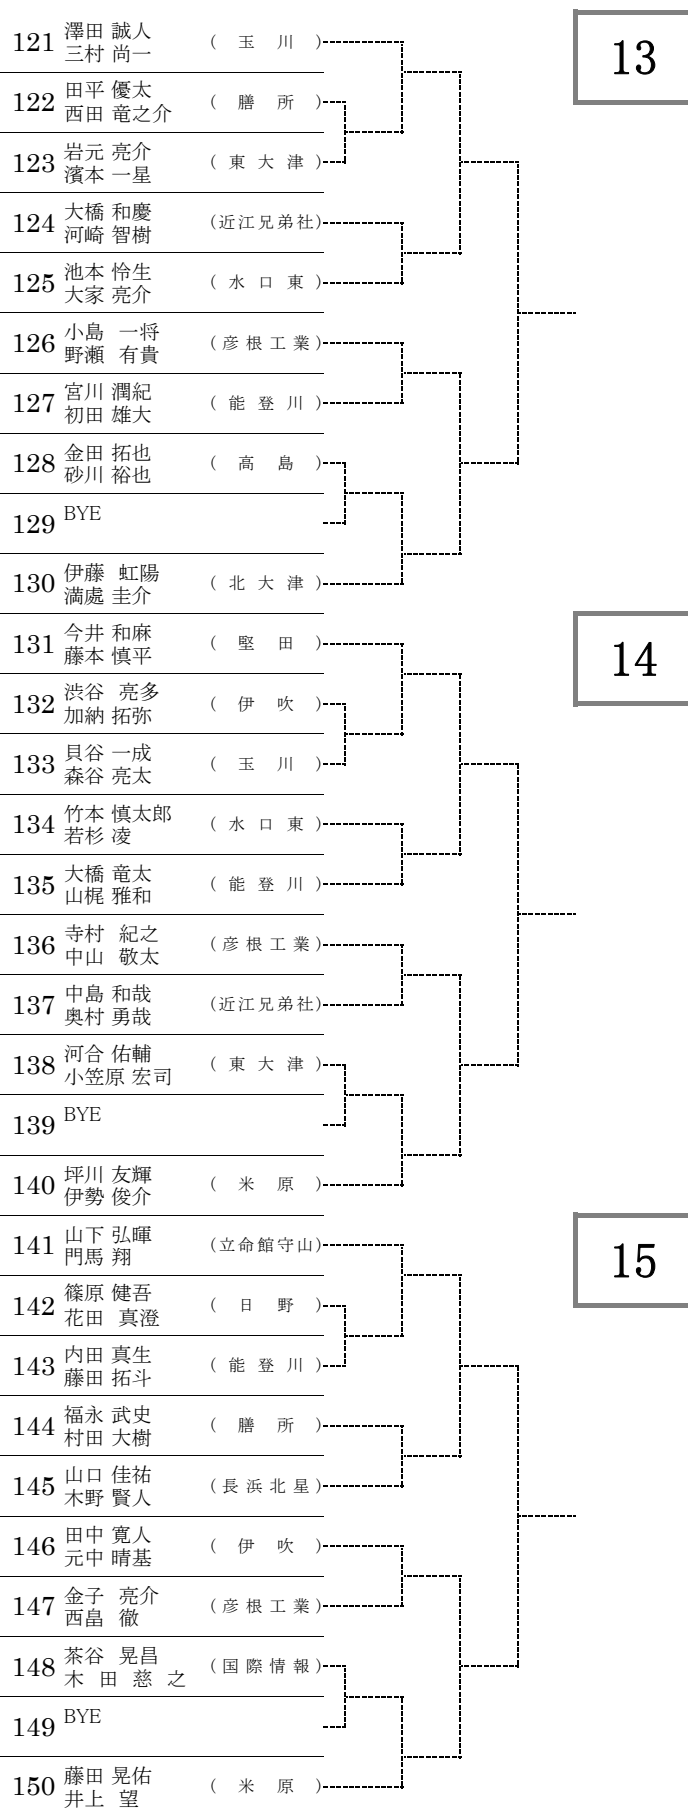 13
121 澤田 誠人
三村 尚一 (玉川)
122 田平 優太
西田 竜之介 (膳所)
123 岩元 亮介
濱本 一星 (東大津)
124 大橋 和慶
河崎 智樹 (近江兄弟社)
125 池本 怜生
大家 亮介 (水口東)
126 小島 一将
野瀬 有貴 (彦根工業)
127 宮川 潤紀
初田 雄大 (能登川)
128 金田 拓也
砂川 裕也 (高島)
129 BYE
130 伊藤 虹陽
満處 圭介 (北大津)
14
131 今井 和麻
藤本 慎平 (堅田)
132 渋谷 亮多
加納 拓弥 (伊吹)
133 貝谷 一成
森谷 亮太 (玉川)
134 竹本 慎太郎
若杉 凌 (水口東)
135 大橋 竜太
山梶 雅和 (能登川)
136 寺村 紀之
中山 敬太 (彦根工業)
137 中島 和哉
奥村 勇哉 (近江兄弟社)
138 河合 佑輔
小笠原 宏司 (東大津)
139 BYE
140 坪川 友輝
伊勢 俊介 (米原)
15
141 山下 弘暉
門馬 翔 (立命館守山)
142 篠原 健吾
花田 真澄 (日野)
143 内田 真生
藤田 拓斗 (能登川)
144 福永 武史
村田 大樹 (膳所)
145 山口 佳祐
木野 賢人 (長浜北星)
146 田中 寛人
元中 晴基 (伊吹)
147 金子 亮介
西畠 徹 (彦根工業)
148 茶谷 晃昌
木田慈之 (国際情報)
149 BYE
150 藤田 晃佑
井上 望 (米原)